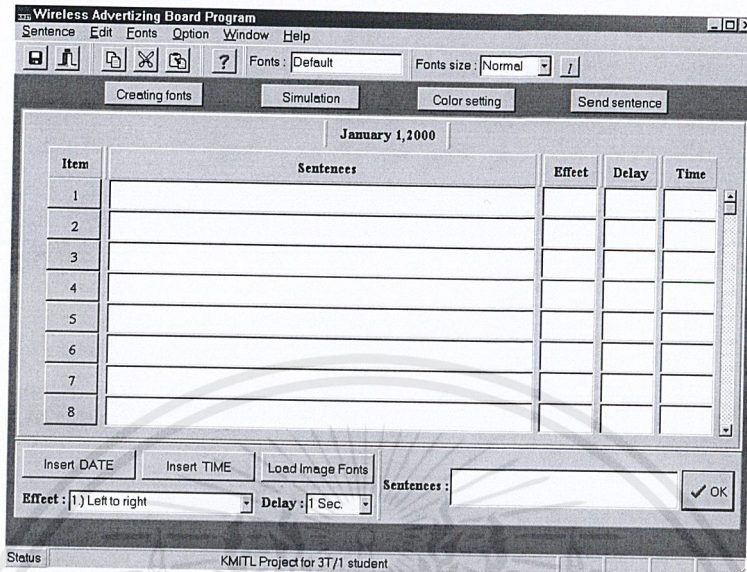 Wireless Advertizing Board Program
Sentence Edit Fonts Option Window Help
? Fonts : Default Fonts size : Normal I
Creating fonts Simulation Color setting Send sentence
January 1,2000
Item Sentences Effect Delay Time
1
2
3
4
5
6
7
8
Insert DATE Insert TIME Load Image Fonts
Sentences : OK
Effect : 1.) Left to right Delay : 1 Sec.
Status KMITL Project for 3T/1 student